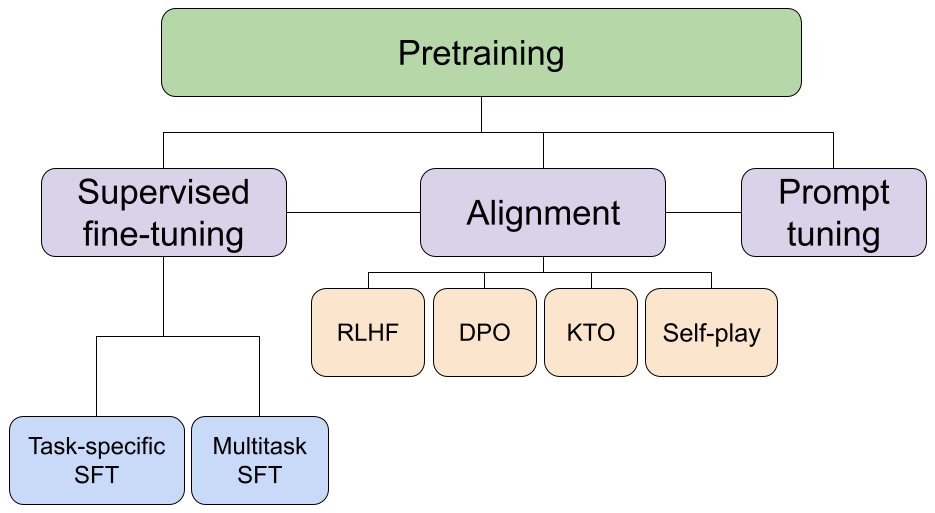 Pretraining
Supervised
fine-tuning
Alignment
Prompt
tuning
RLHF
DPO
KTO
Self-play
Task-specific
SFT
Multitask
SFT